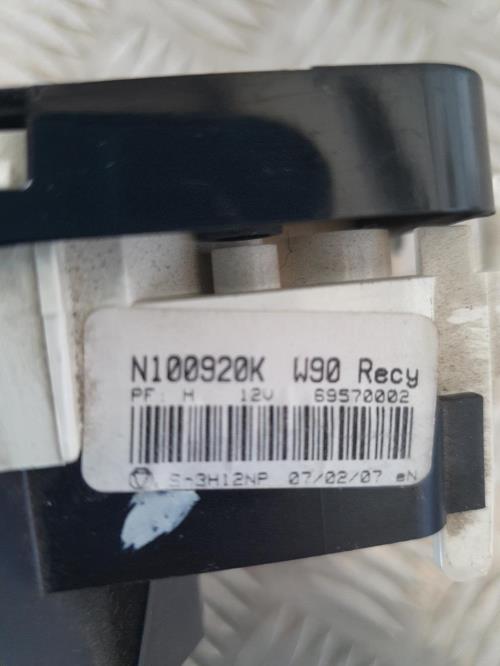 N100920K W90 Recy
PF: H 12V 69570002
S-3H12NP 07/02/07 eN